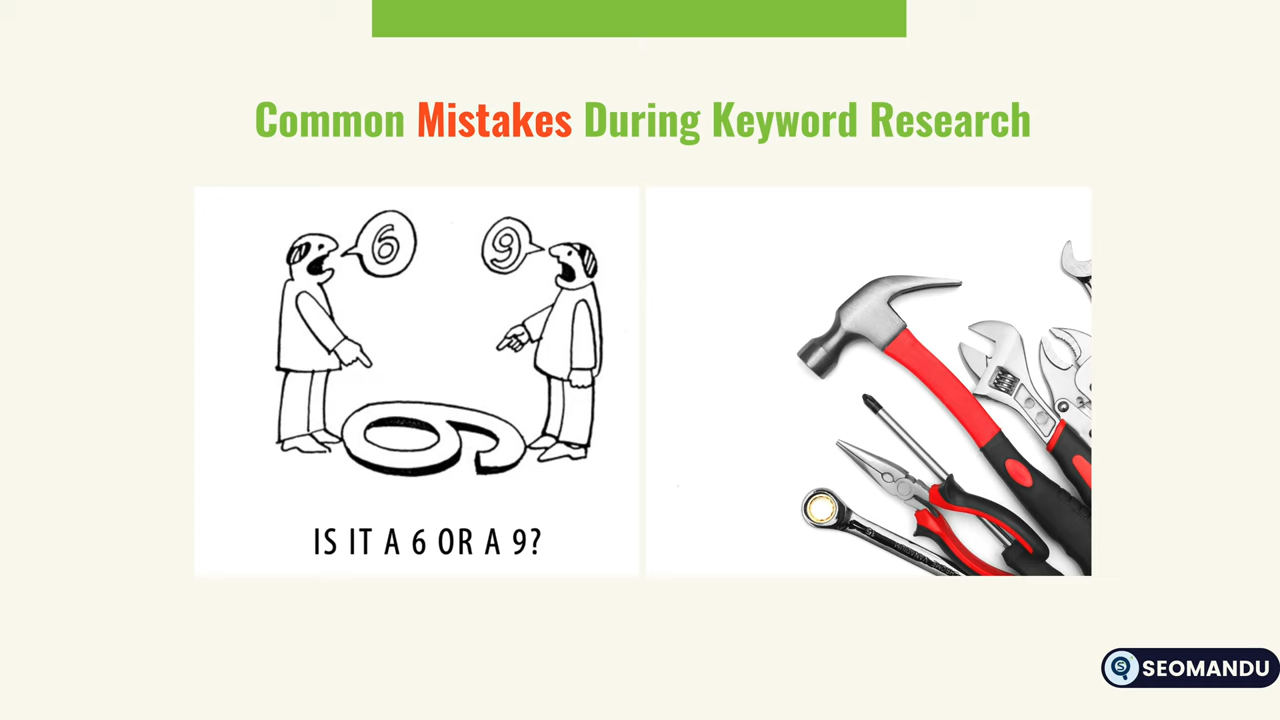 Common Mistakes During Keyword Research
6
9
IS IT A 6 OR A 9?
S SEOMANDU